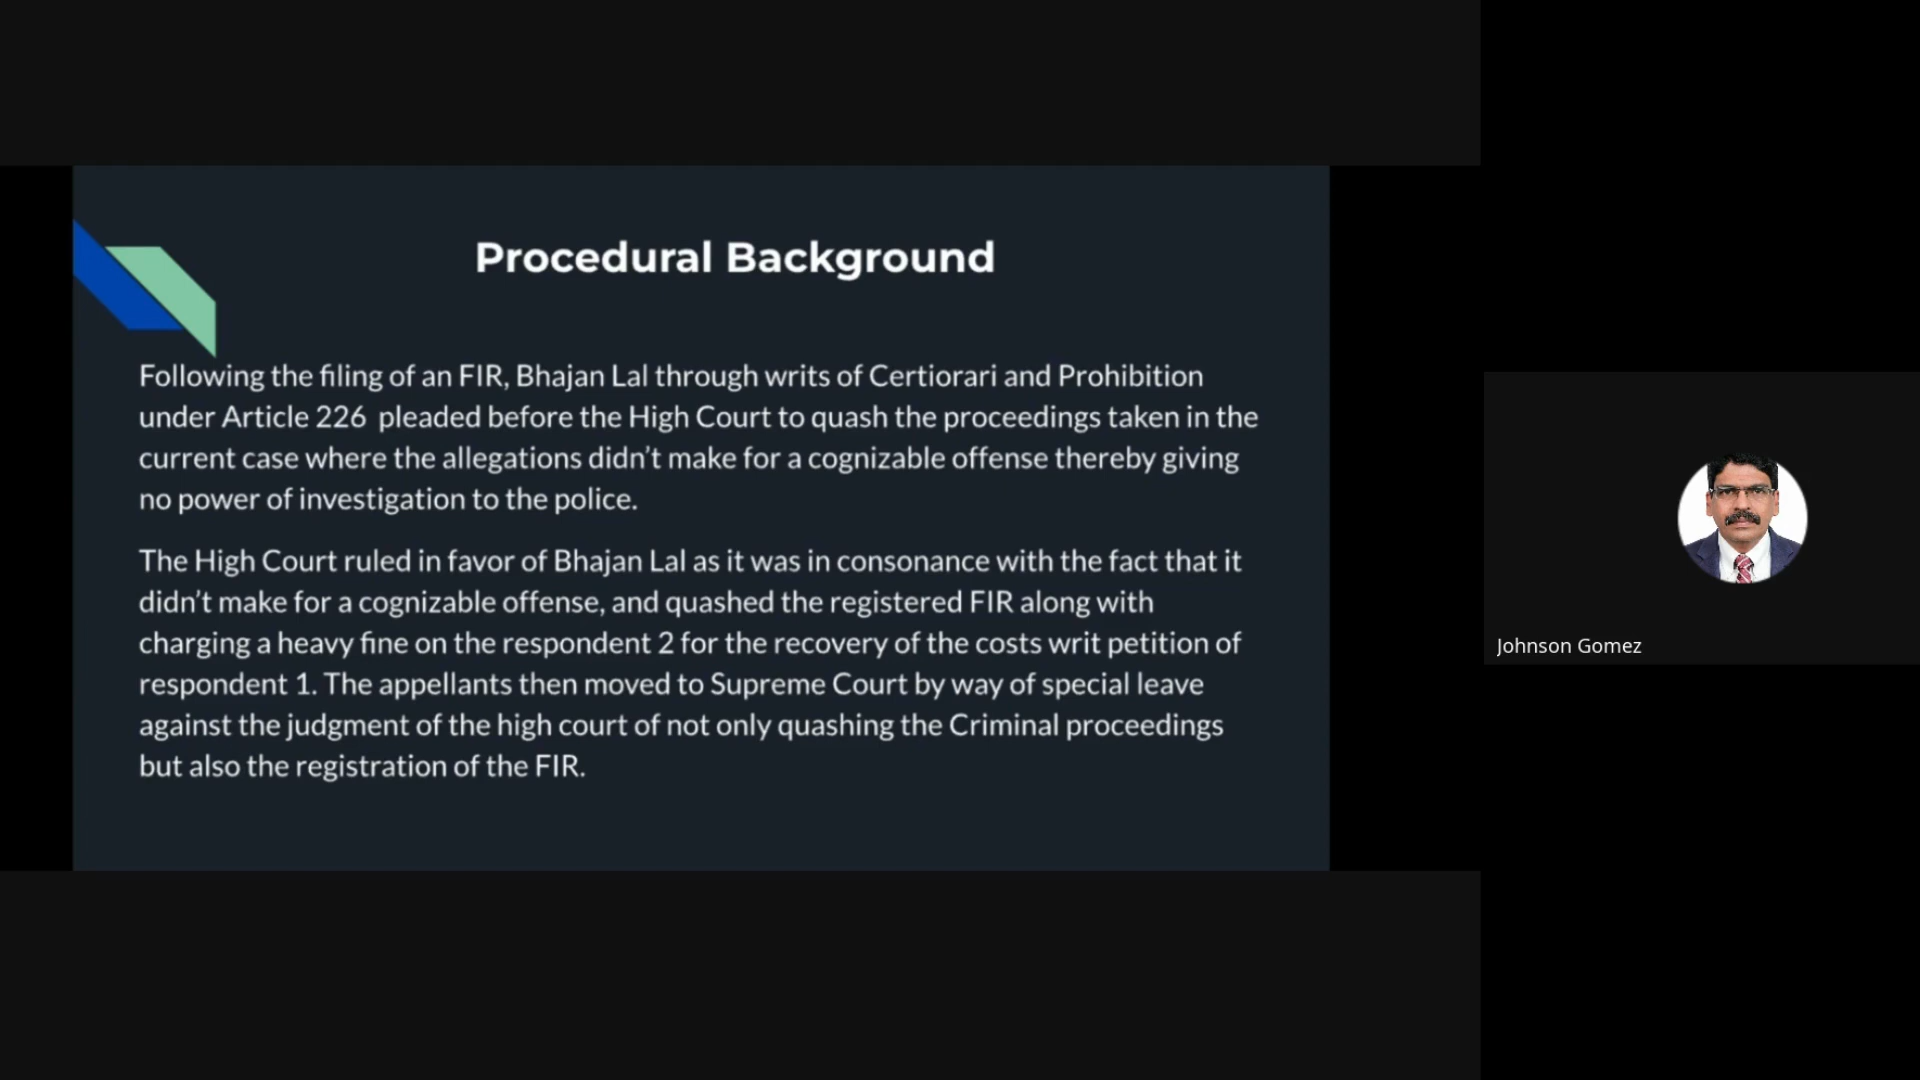 Procedural Background
Following the filing of an FIR, Bhajan Lal through writs of Certiorari and Prohibition
under Article 226 pleaded before the High Court to quash the proceedings taken in the
current case where the allegations didn’t make for a cognizable offense thereby giving
no power of investigation to the police.
The High Court ruled in favor of Bhajan Lal as it was in consonance with the fact that it
didn’t make for a cognizable offense, and quashed the registered FIR along with
charging a heavy fine on the respondent 2 for the recovery of the costs writ petition of
respondent 1. The appellants then moved to Supreme Court by way of special leave
against the judgment of the high court of not only quashing the Criminal proceedings
but also the registration of the FIR.
Johnson Gomez